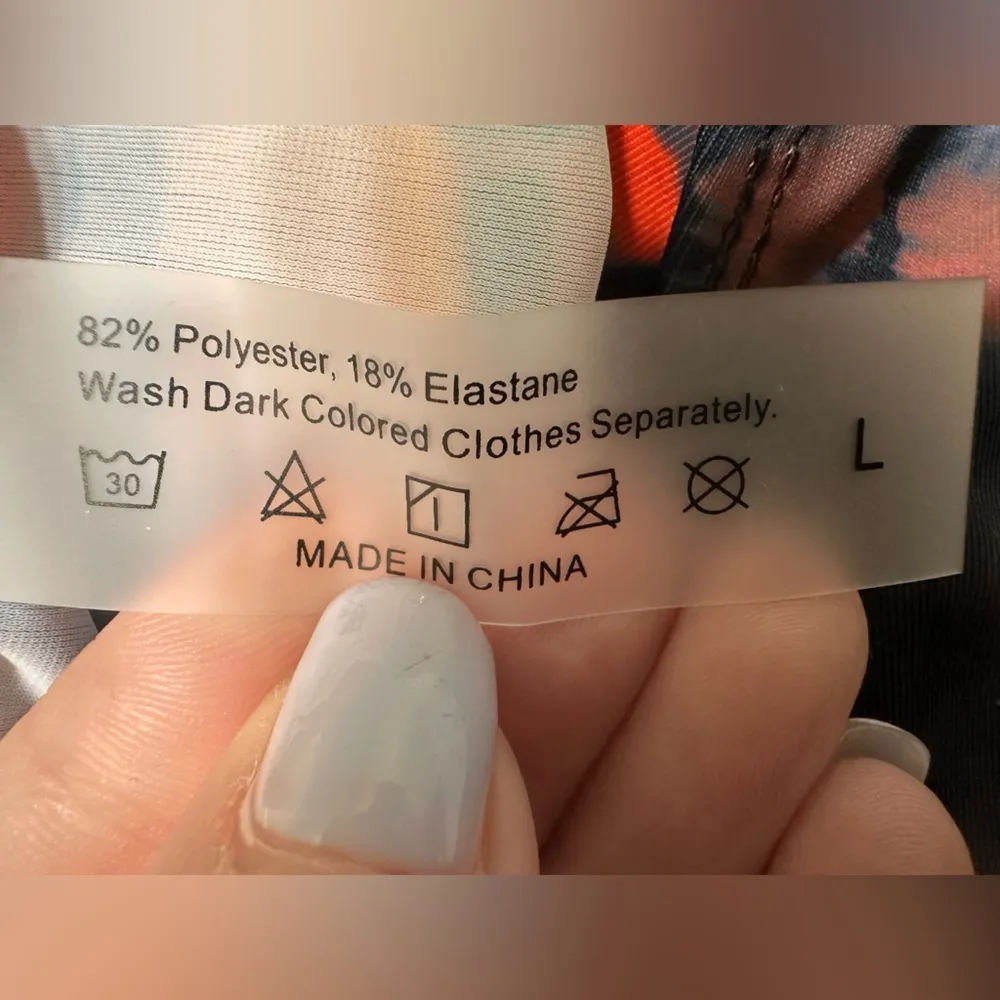 82% Polyester, 18% Elastane
Wash Dark Colored Clothes Separately.
30
L
MADE IN CHINA